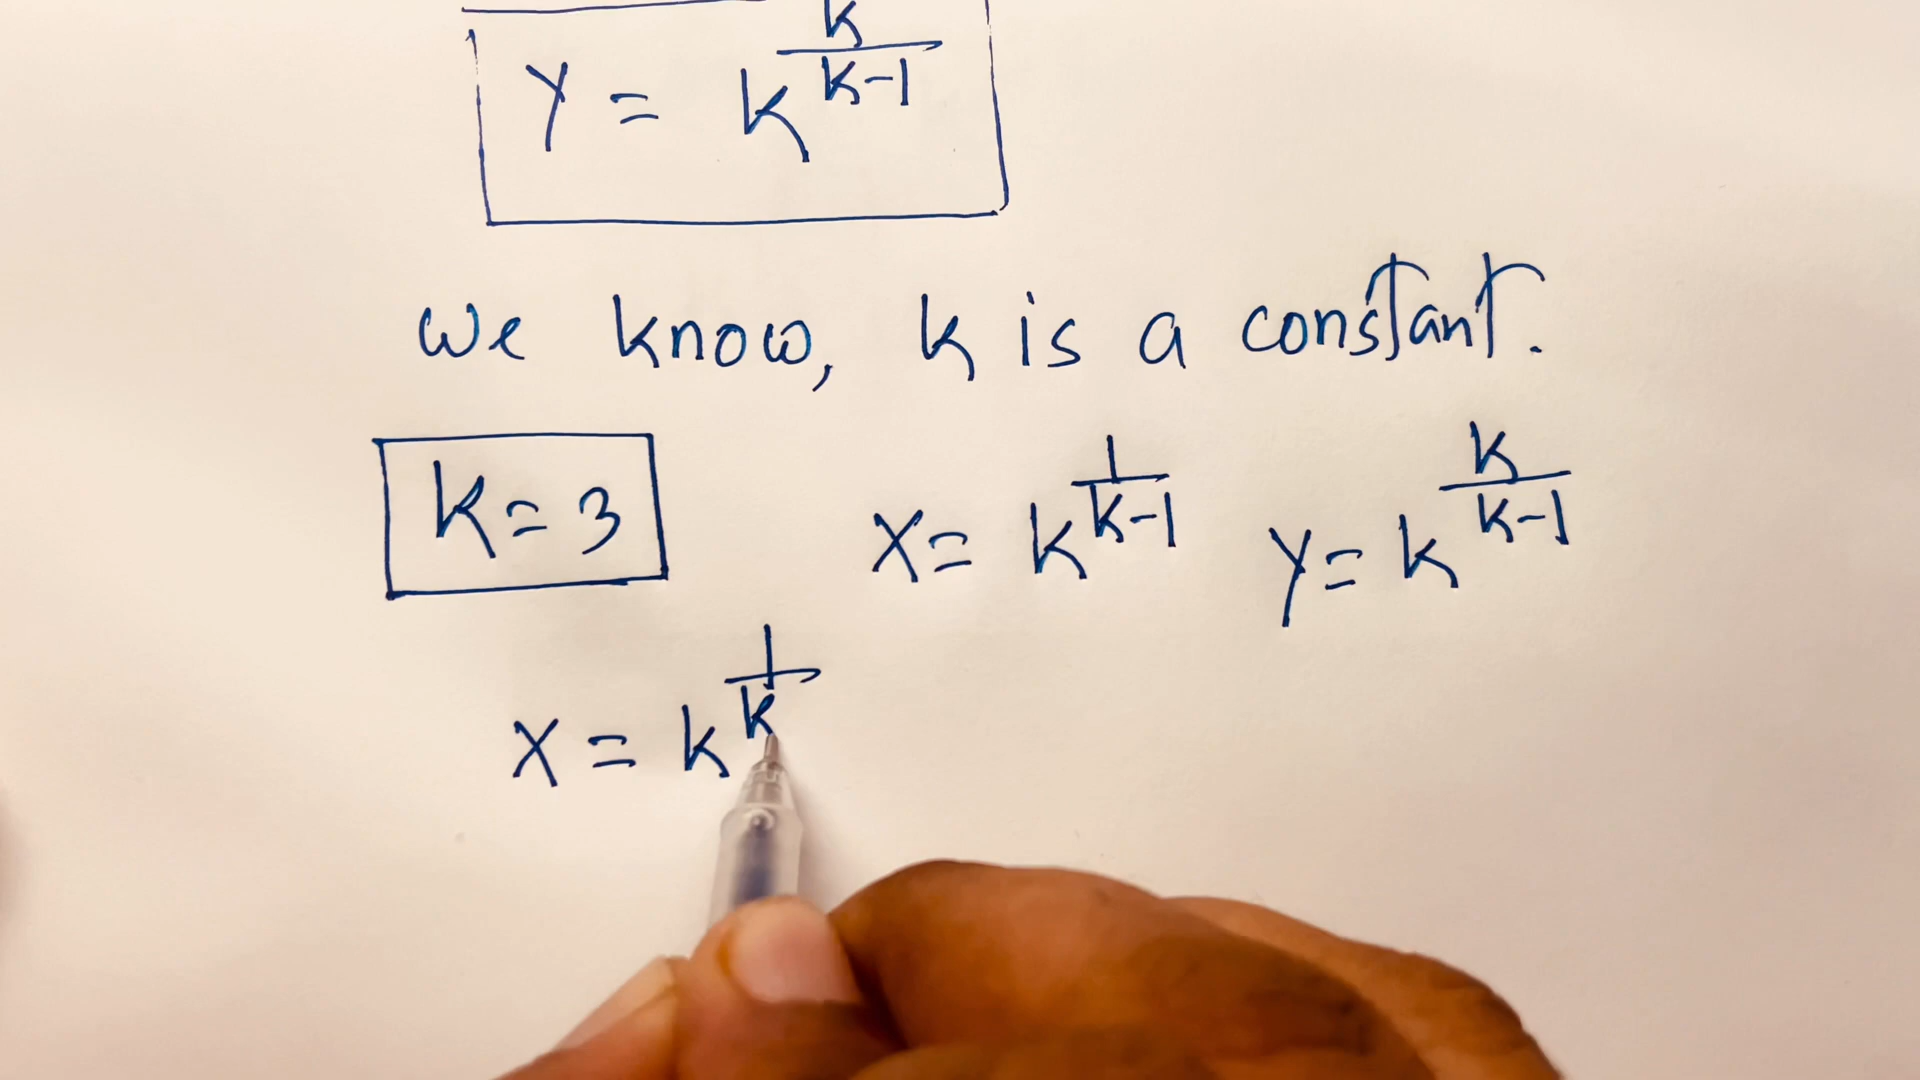 Y = k^(k/(k-1))
We know, k is a constant.
k = 3 x = k^(1/(k-1)) y = k^(k/(k-1))
x = k^(1/k